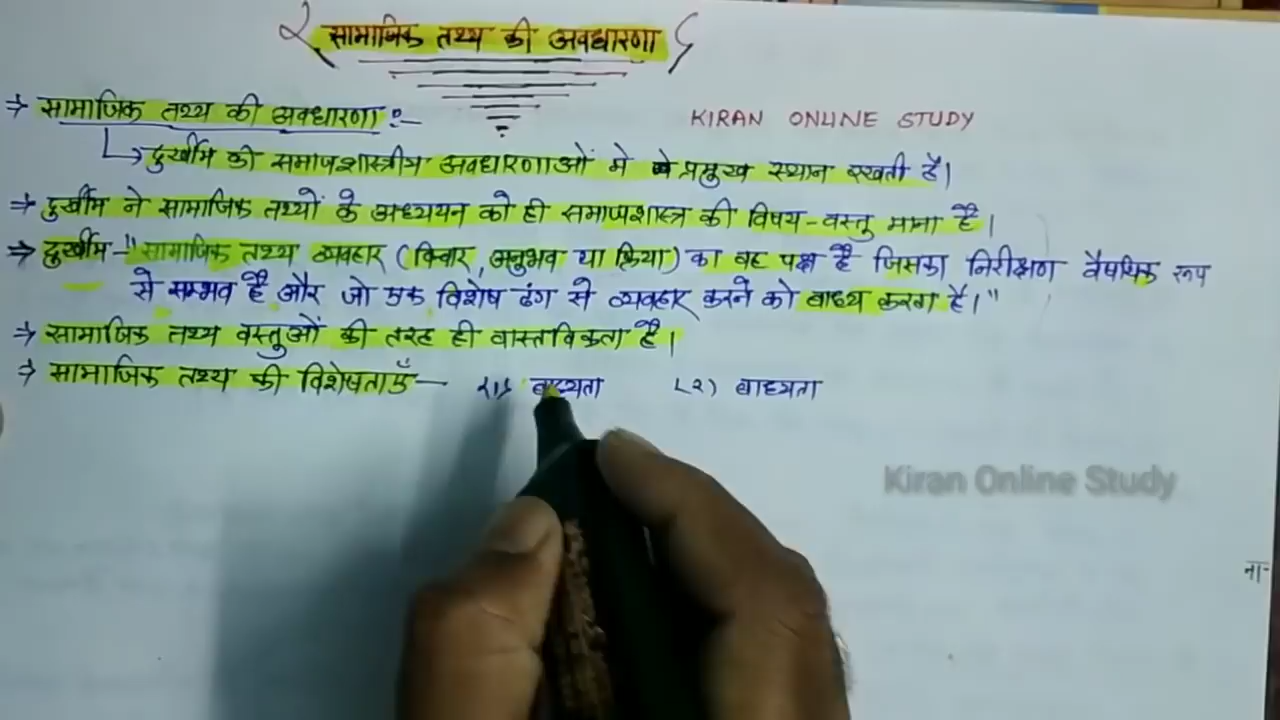 सामाजिक तथ्य की अवधारणा
⇒ सामाजिक तथ्य की अवधारणा :-
KIRAN ONLINE STUDY
↳ दुर्खीम की समाजशास्त्रीय अवधारणाओं मे प्रमुख स्थान रखती है।
⇒ दुर्खीम ने सामाजिक तथ्यों के अध्ययन को ही समाजशास्त्र की विषय-वस्तु माना है।
⇒ दुर्खीम - "सामाजिक तथ्य व्यवहार (विचार, अनुभव या क्रिया) का वह पक्ष है जिसका निरीक्षण वैषयिक रूप
से सम्भव है और जो एक विशेष ढंग से व्यवहार करने को बाध्य करता है।"
⇒ सामाजिक तथ्य वस्तुओं की तरह ही वास्तविकता है।
⇒ सामाजिक तथ्य की विशेषताएँ — (1) बाह्यता (2) बाध्यता
Kiran Online Study
ना-